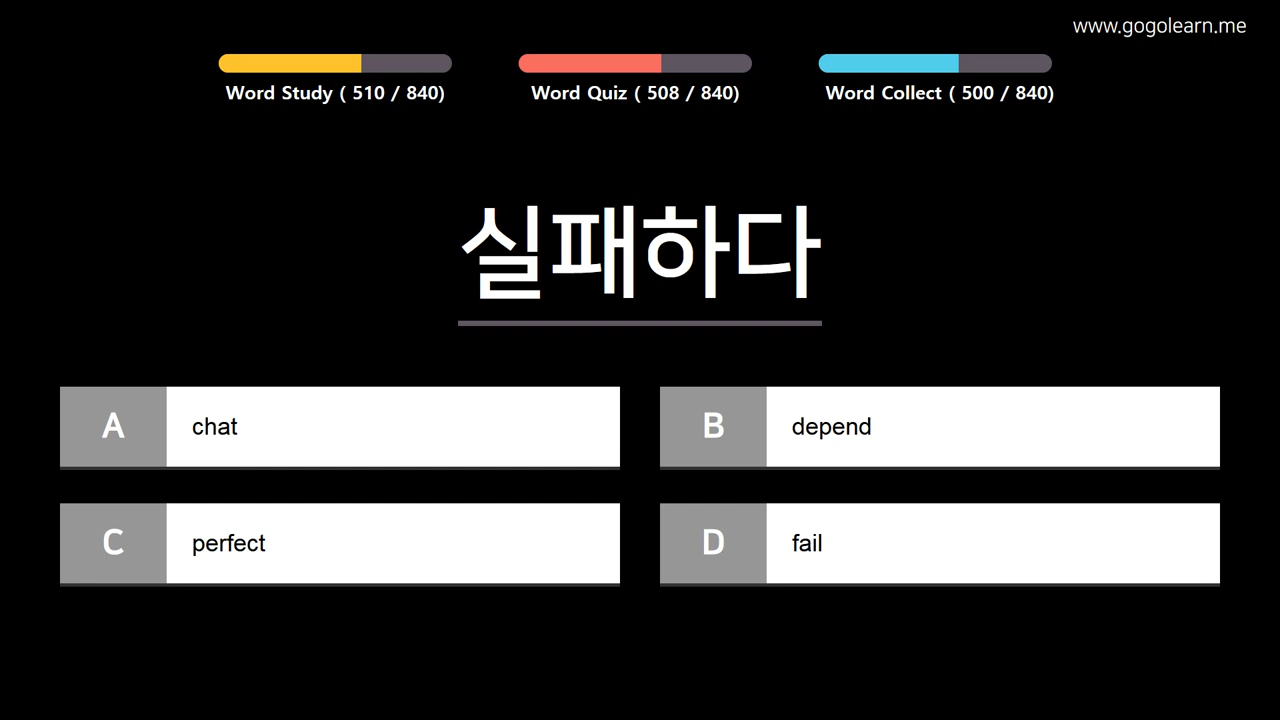 www.gogolearn.me
Word Study ( 510 / 840)
Word Quiz ( 508 / 840)
Word Collect ( 500 / 840)
실패하다
A
chat
B
depend
C
perfect
D
fail